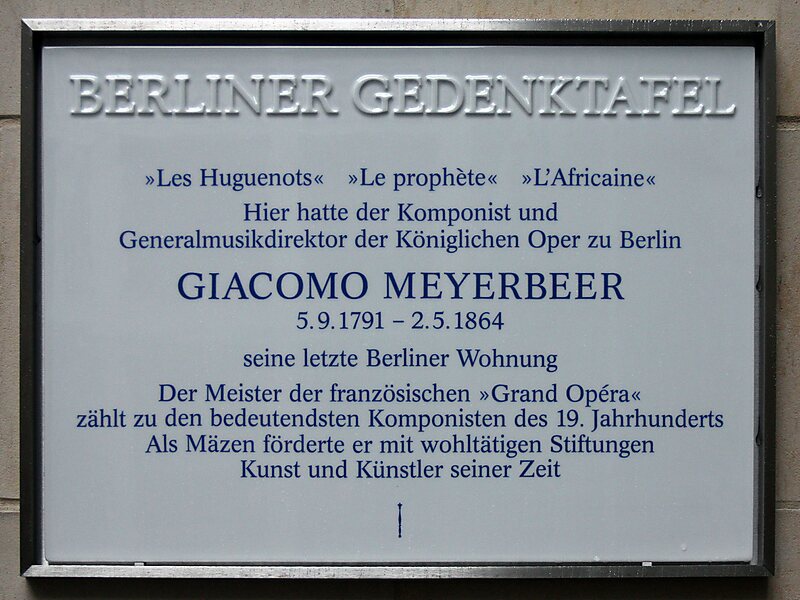 BERLINER GEDENKTAFEL
»Les Huguenots« »Le prophète« »L’Africaine«
Hier hatte der Komponist und
Generalmusikdirektor der Königlichen Oper zu Berlin
GIACOMO MEYERBEER
5.9.1791 – 2.5.1864
seine letzte Berliner Wohnung
Der Meister der französischen »Grand Opéra«
zählt zu den bedeutendsten Komponisten des 19. Jahrhunderts
Als Mäzen förderte er mit wohltätigen Stiftungen
Kunst und Künstler seiner Zeit